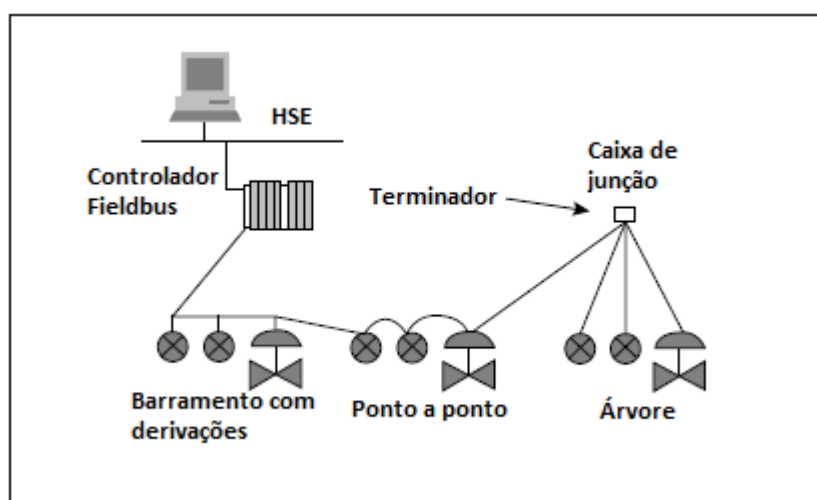 HSE
Controlador
Fieldbus
Terminador
Caixa de
junção
Barramento com
derivações
Ponto a ponto
Árvore